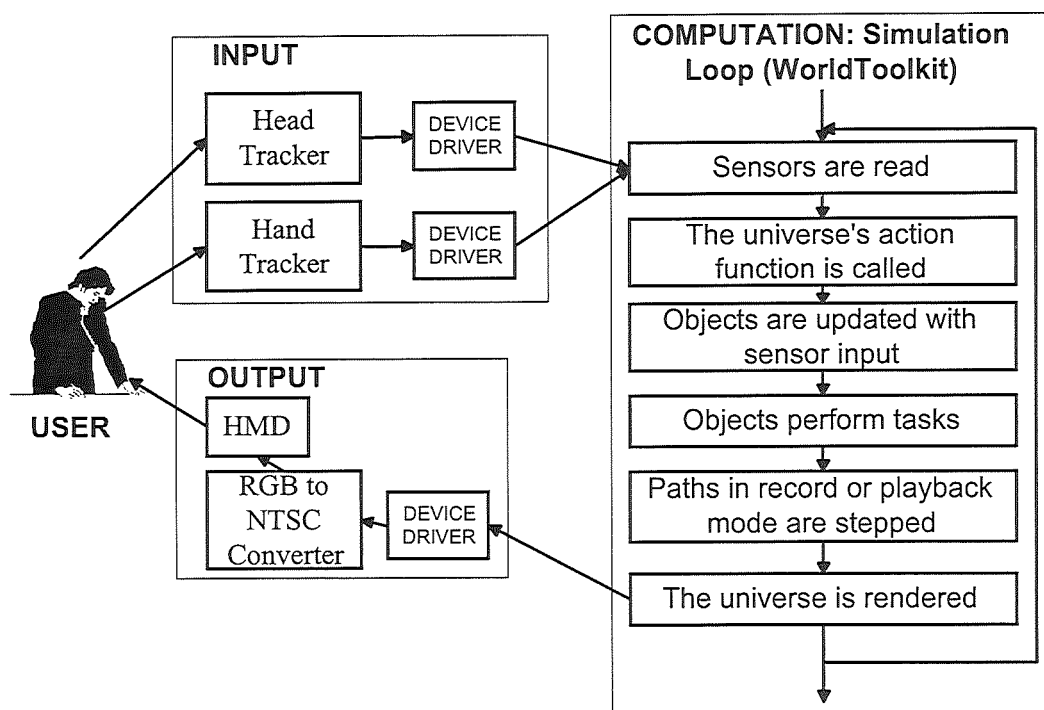 INPUT
Head
Tracker
DEVICE
DRIVER
Hand
Tracker
DEVICE
DRIVER
USER
OUTPUT
HMD
RGB to
NTSC
Converter
DEVICE
DRIVER
COMPUTATION: Simulation
Loop (WorldToolkit)
Sensors are read
The universe's action
function is called
Objects are updated with
sensor input
Objects perform tasks
Paths in record or playback
mode are stepped
The universe is rendered